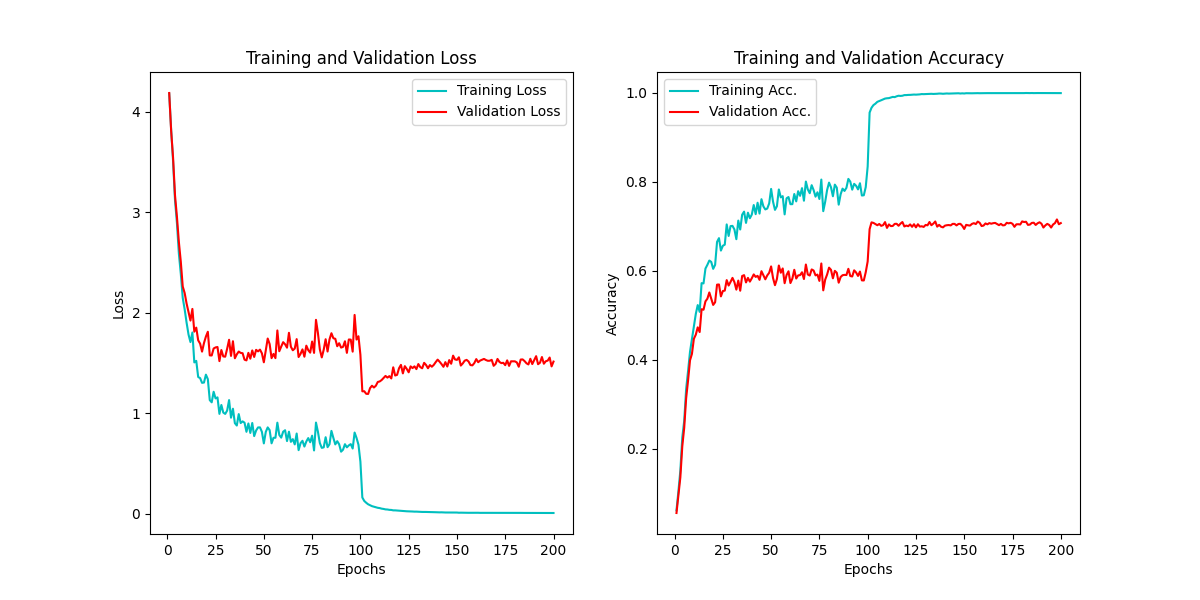 Training and Validation Loss
Training Loss
Validation Loss
4
3
2
1
0
Loss
0 25 50 75 100 125 150 175 200
Epochs
Training and Validation Accuracy
Training Acc.
Validation Acc.
1.0
0.8
0.6
0.4
0.2
Accuracy
0 25 50 75 100 125 150 175 200
Epochs